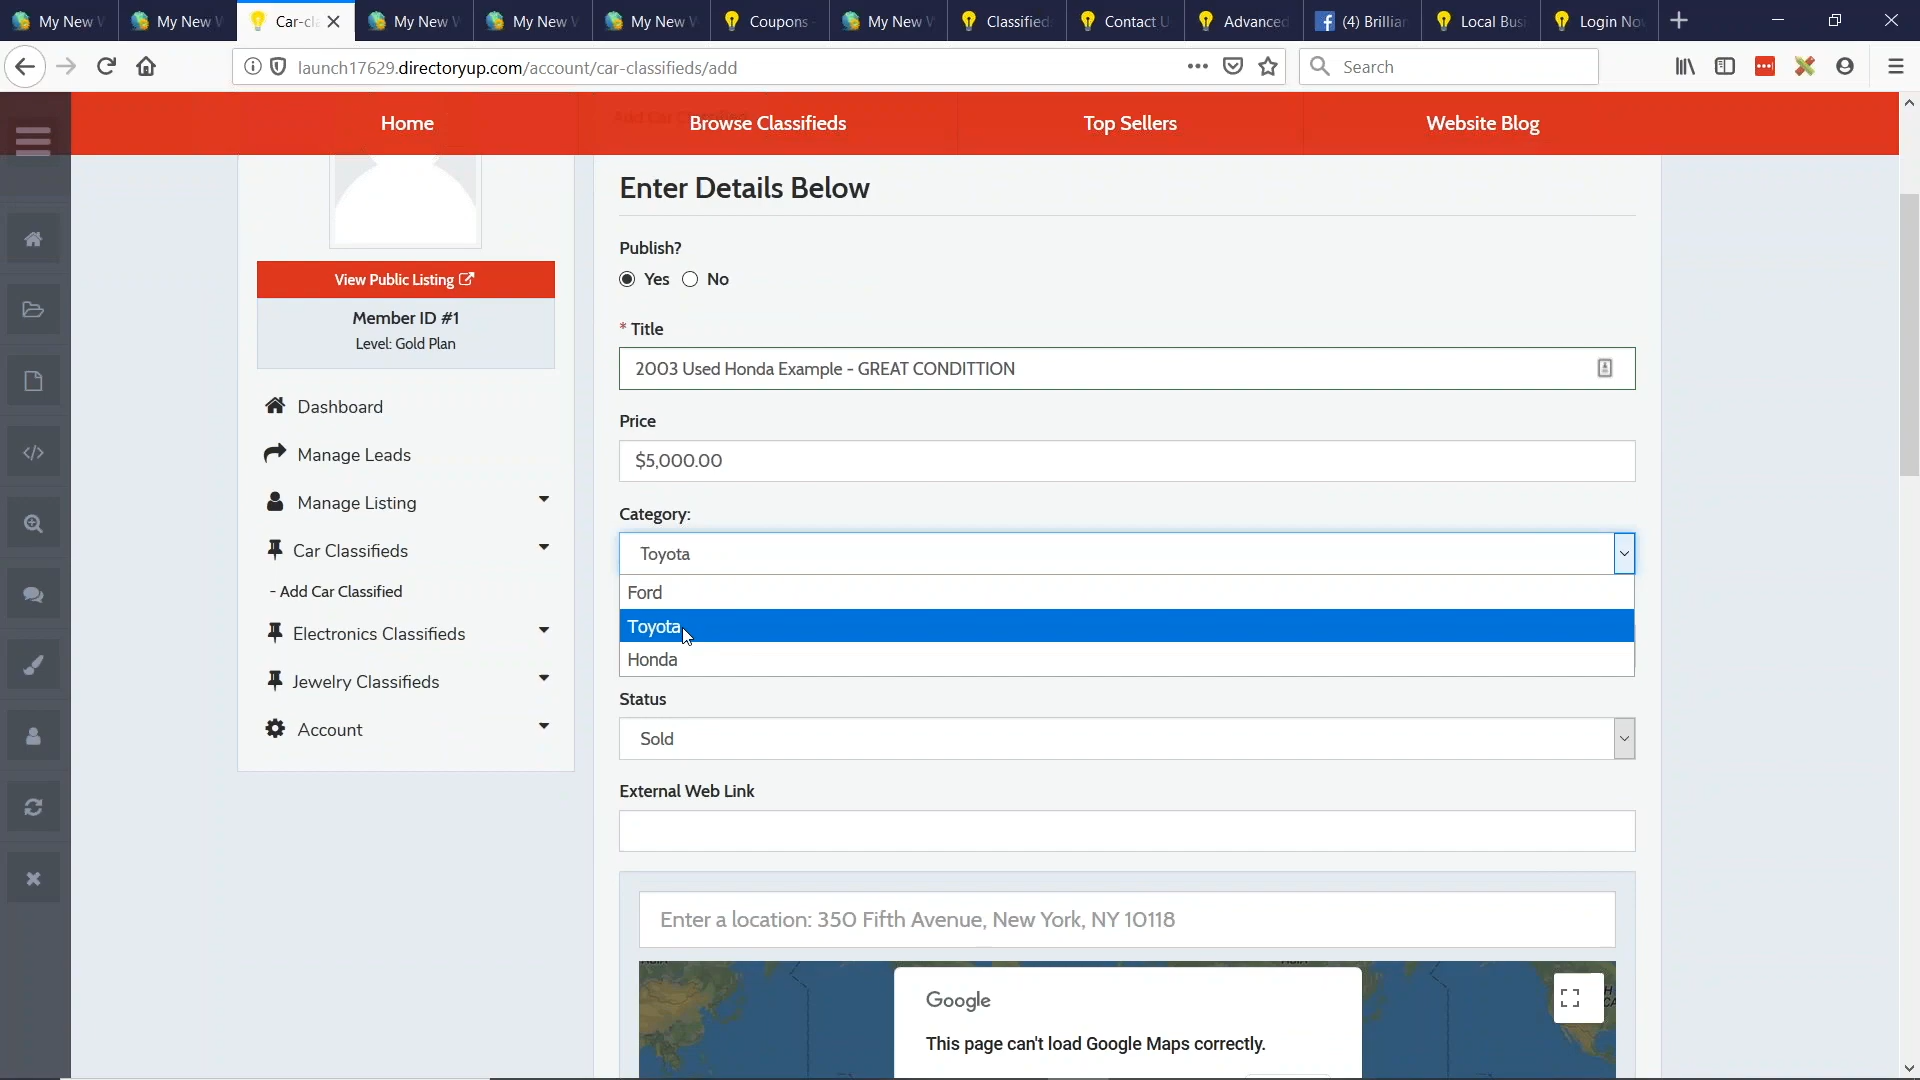 My New
My New
Car-cl
My New
My New
My New
Coupons
My New
Classified
Contact U
Advanced
(4) Brillian
Local Busi
Login No
launch17629.directoryup.com/account/car-classifieds/add
Search
Home
Browse Classifieds
Top Sellers
Website Blog
View Public Listing
Member ID #1
Level: Gold Plan
Dashboard
Manage Leads
Manage Listing
Car Classifieds
- Add Car Classified
Electronics Classifieds
Jewelry Classifieds
Account
Enter Details Below
Publish?
Yes No
* Title
2003 Used Honda Example - GREAT CONDITTION
Price
$5,000.00
Category:
Toyota
Ford
Toyota
Honda
Status
Sold
External Web Link
Enter a location: 350 Fifth Avenue, New York, NY 10118
Google
This page can't load Google Maps correctly.